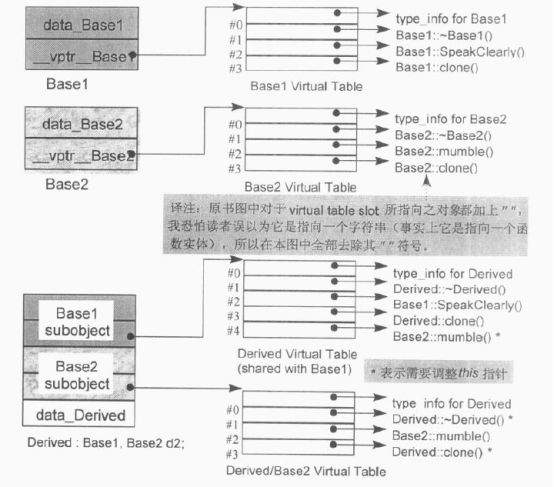 data_Base1
__vptr__Base1
Base1
#0
#1
#2
#3
type_info for Base1
Base1::~Base1()
Base1::SpeakClearly()
Base1::clone()
Base1 Virtual Table
data_Base2
__vptr__Base2
Base2
#0
#1
#2
#3
type_info for Base2
Base2::~Base2()
Base2::mumble()
Base2::clone()
Base2 Virtual Table
译注：原书图中对于 virtual table slot 所指向之对象都加上 "",
我恐怕读者误以为它是指向一个字符串（事实上它是指向一个函
数实体），所以在本图中全部去除其 "" 符号。
Base1
subobject
Base2
subobject
data_Derived
Derived : Base1, Base2 d2;
#0
#1
#2
#3
#4
type_info for Derived
Derived::~Derived()
Base1::SpeakClearly()
Derived::clone()
Base2::mumble() *
Derived Virtual Table
(shared with Base1)
* 表示需要调整this 指针
#0
#1
#2
#3
type_info for Derived
Derived::~Derived() *
Base2::mumble()
Derived::clone() *
Derived/Base2 Virtual Table